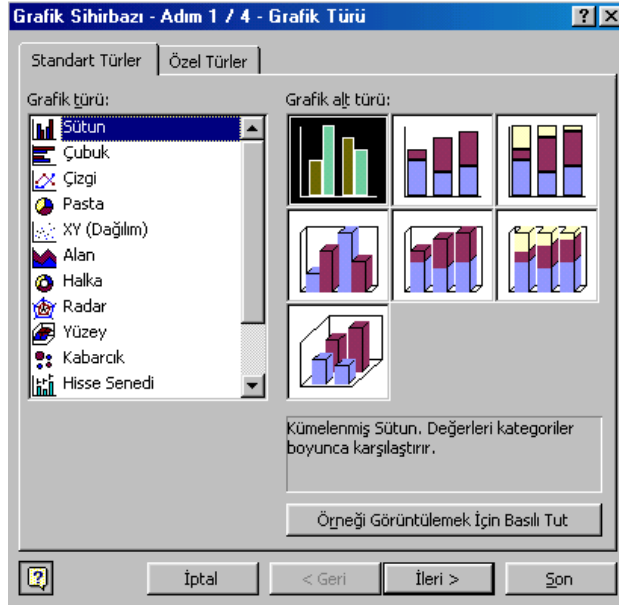 Grafik Sihirbazı - Adım 1 / 4 - Grafik Türü
Standart Türler
Özel Türler
Grafik türü:
Sütun
Çubuk
Çizgi
Pasta
XY (Dağılım)
Alan
Halka
Radar
Yüzey
Kabarcık
Hisse Senedi
Grafik alt türü:
Kümelenmiş Sütun. Değerleri kategoriler
boyunca karşılaştırır.
Örneği Görüntülemek İçin Basılı Tut
İptal
< Geri
İleri >
Son